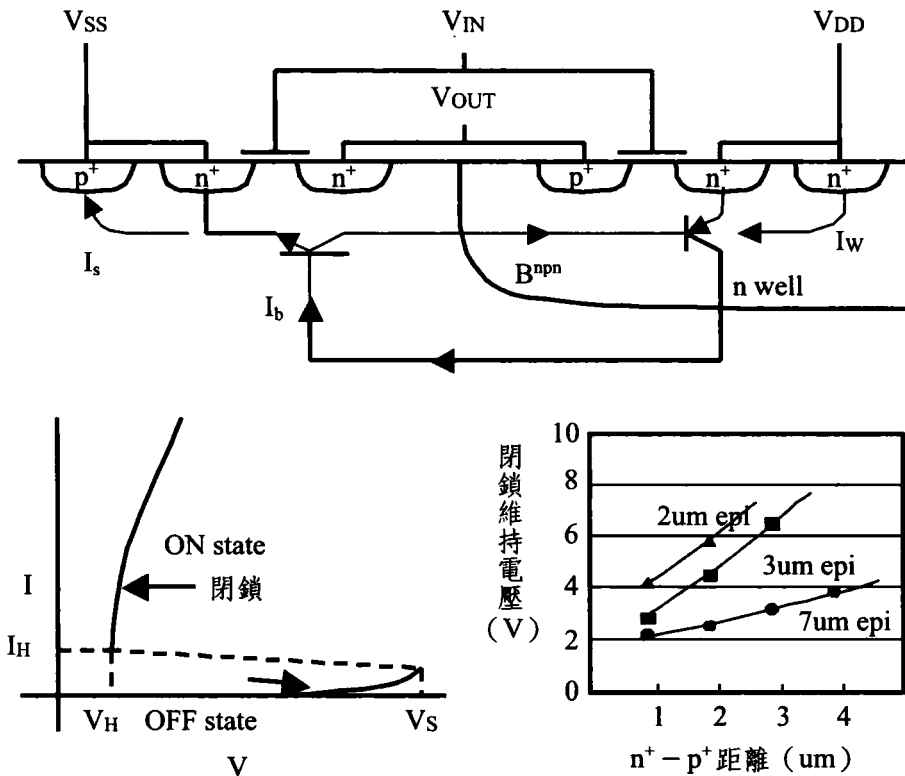 VSS
VIN
VDD
VOUT
p⁺
n⁺
n⁺
p⁺
n⁺
n⁺
Is
Ib
Bⁿᵖⁿ
IW
n well
I
IH
ON state
閉鎖
VH
OFF state
VS
V
閉鎖維持電壓(V)
10
8
6
4
2
0
2um epi
3um epi
7um epi
1 2 3 4
n⁺－p⁺距離（um）